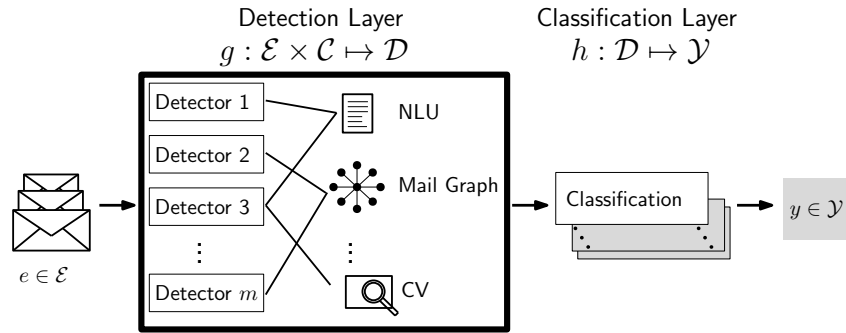 Detection Layer
g : ℰ × 𝒞 ↦ 𝒟
Classification Layer
h : 𝒟 ↦ 𝒴
Detector 1
NLU
Detector 2
Mail Graph
Detector 3
⋮
⋮
Detector m
CV
e ∈ ℰ
Classification
y ∈ 𝒴